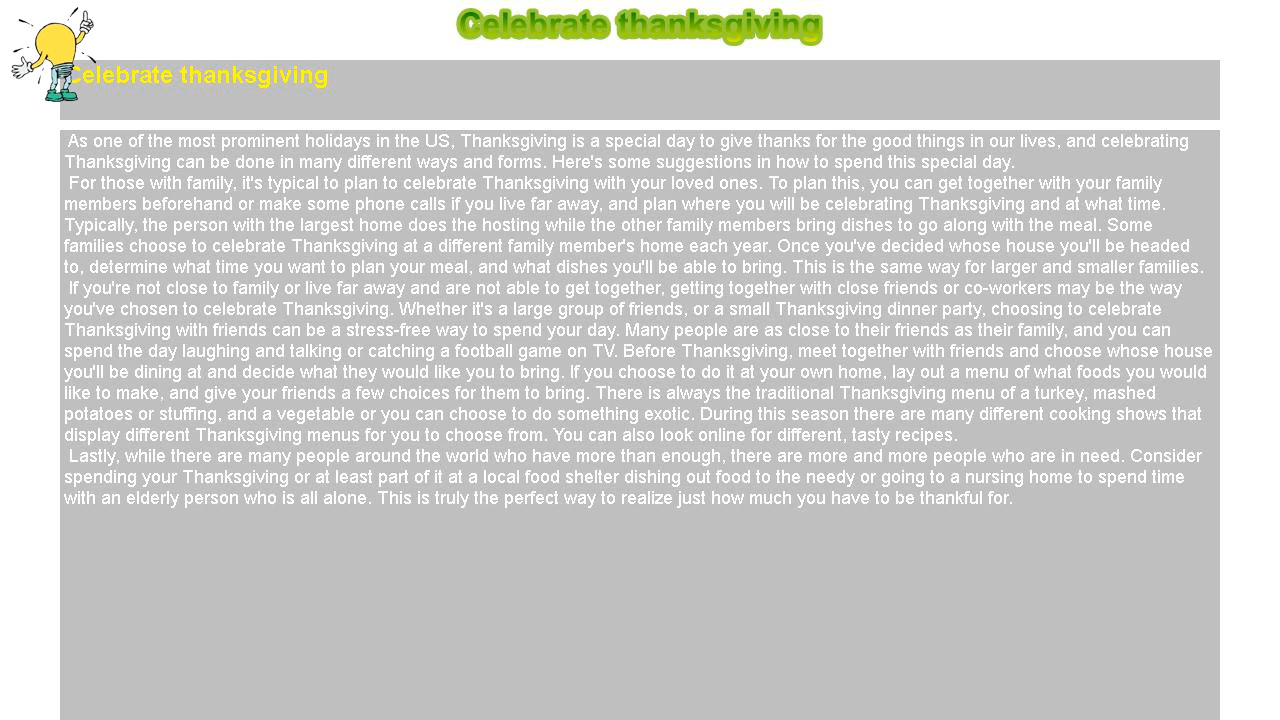 Celebrate thanksgiving
Celebrate thanksgiving
As one of the most prominent holidays in the US, Thanksgiving is a special day to give thanks for the good things in our lives, and celebrating
Thanksgiving can be done in many different ways and forms. Here's some suggestions in how to spend this special day.
For those with family, it's typical to plan to celebrate Thanksgiving with your loved ones. To plan this, you can get together with your family
members beforehand or make some phone calls if you live far away, and plan where you will be celebrating Thanksgiving and at what time.
Typically, the person with the largest home does the hosting while the other family members bring dishes to go along with the meal. Some
families choose to celebrate Thanksgiving at a different family member's home each year. Once you've decided whose house you'll be headed
to, determine what time you want to plan your meal, and what dishes you'll be able to bring. This is the same way for larger and smaller families.
If you're not close to family or live far away and are not able to get together, getting together with close friends or co-workers may be the way
you've chosen to celebrate Thanksgiving. Whether it's a large group of friends, or a small Thanksgiving dinner party, choosing to celebrate
Thanksgiving with friends can be a stress-free way to spend your day. Many people are as close to their friends as their family, and you can
spend the day laughing and talking or catching a football game on TV. Before Thanksgiving, meet together with friends and choose whose house
you'll be dining at and decide what they would like you to bring. If you choose to do it at your own home, lay out a menu of what foods you would
like to make, and give your friends a few choices for them to bring. There is always the traditional Thanksgiving menu of a turkey, mashed
potatoes or stuffing, and a vegetable or you can choose to do something exotic. During this season there are many different cooking shows that
display different Thanksgiving menus for you to choose from. You can also look online for different, tasty recipes.
Lastly, while there are many people around the world who have more than enough, there are more and more people who are in need. Consider
spending your Thanksgiving or at least part of it at a local food shelter dishing out food to the needy or going to a nursing home to spend time
with an elderly person who is all alone. This is truly the perfect way to realize just how much you have to be thankful for.